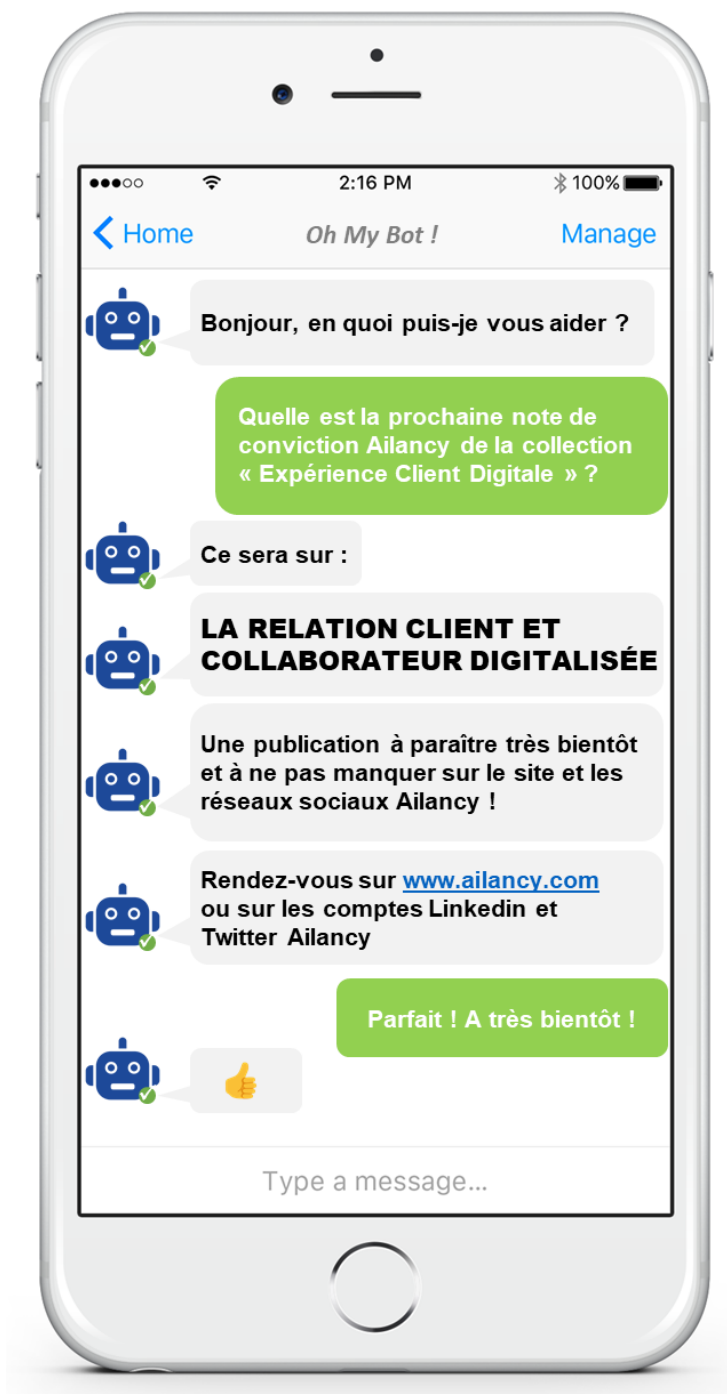 2:16 PM
100%
Home
Oh My Bot !
Manage
Bonjour, en quoi puis-je vous aider ?
Quelle est la prochaine note de
conviction Ailancy de la collection
« Expérience Client Digitale » ?
Ce sera sur :
LA RELATION CLIENT ET
COLLABORATEUR DIGITALISÉE
Une publication à paraître très bientôt
et à ne pas manquer sur le site et les
réseaux sociaux Ailancy !
Rendez-vous sur www.ailancy.com
ou sur les comptes Linkedin et
Twitter Ailancy
Parfait ! A très bientôt !
👍
Type a message...